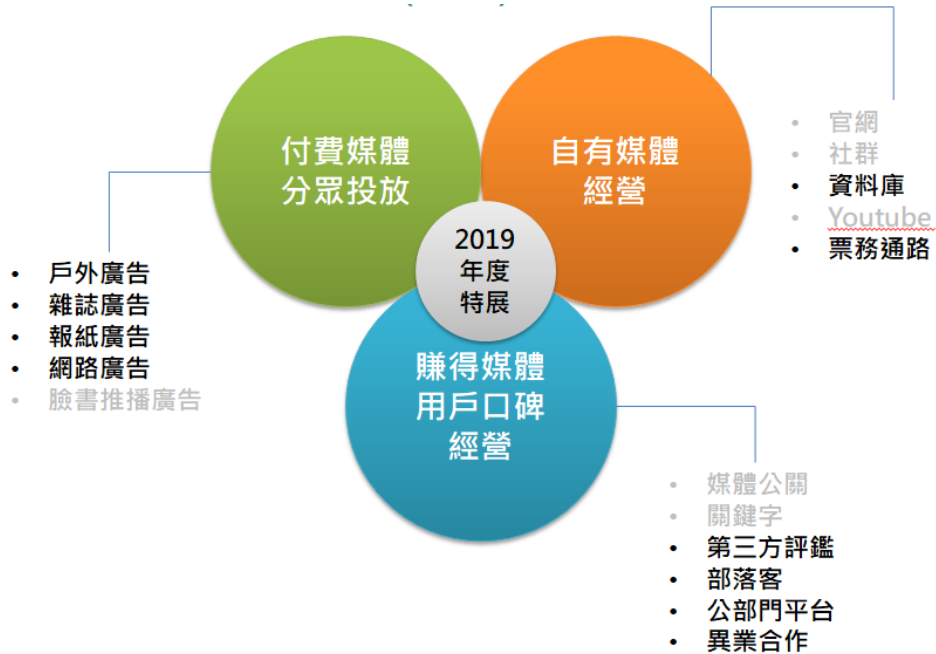 付費媒體
分眾投放
自有媒體
經營
2019
年度
特展
賺得媒體
用戶口碑
經營
• 戶外廣告
• 雜誌廣告
• 報紙廣告
• 網路廣告
• 臉書推播廣告
• 官網
• 社群
• 資料庫
• Youtube
• 票務通路
• 媒體公關
• 關鍵字
• 第三方評鑑
• 部落客
• 公部門平台
• 異業合作